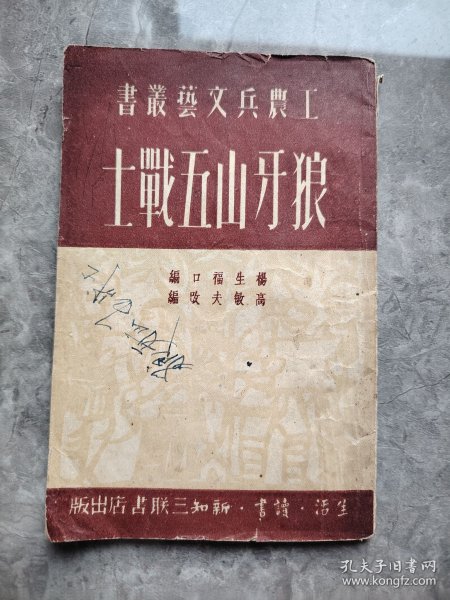 工農兵文藝叢書
狼牙山五戰士
楊生福口編
高敏夫改編
生活·讀書·新知三联書店出版
孔夫子旧书网
www.kongfz.com